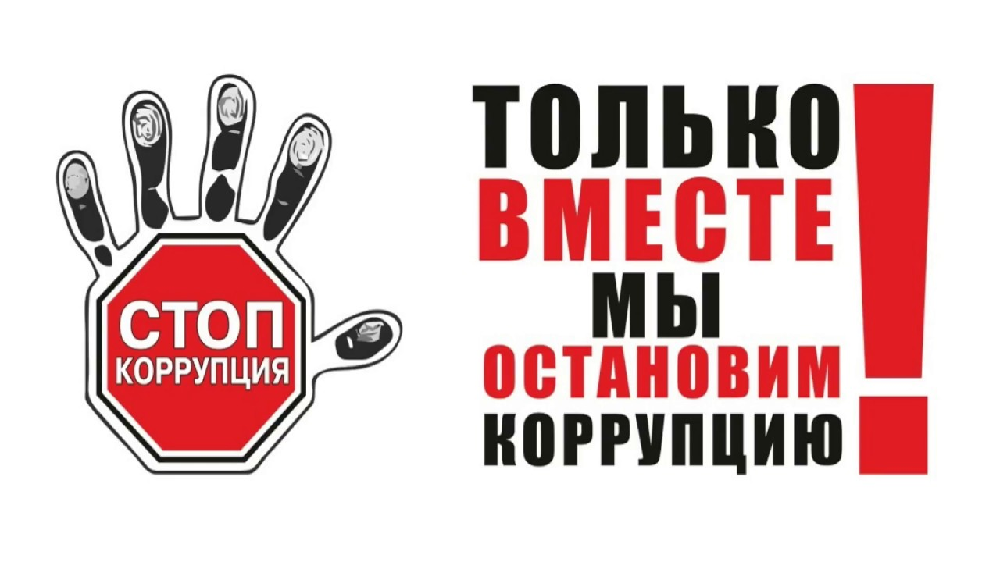 СТОП
КОРРУПЦИЯ
ТОЛЬКО
ВМЕСТЕ
МЫ
ОСТАНОВИМ
КОРРУПЦИЮ!